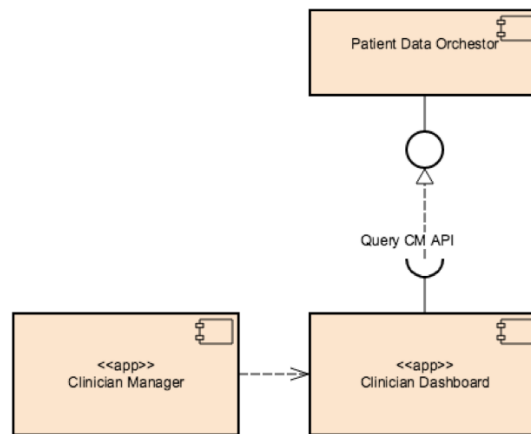 Patient Data Orchestor
Query CM API
<<app>>
Clinician Manager
<<app>>
Clinician Dashboard